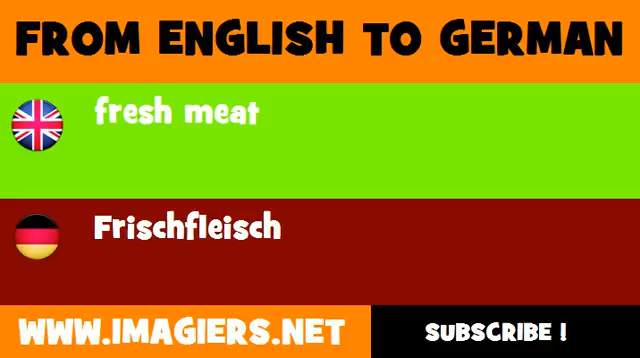 FROM ENGLISH TO GERMAN
fresh meat
Frischfleisch
WWW.IMAGIERS.NET
SUBSCRIBE !